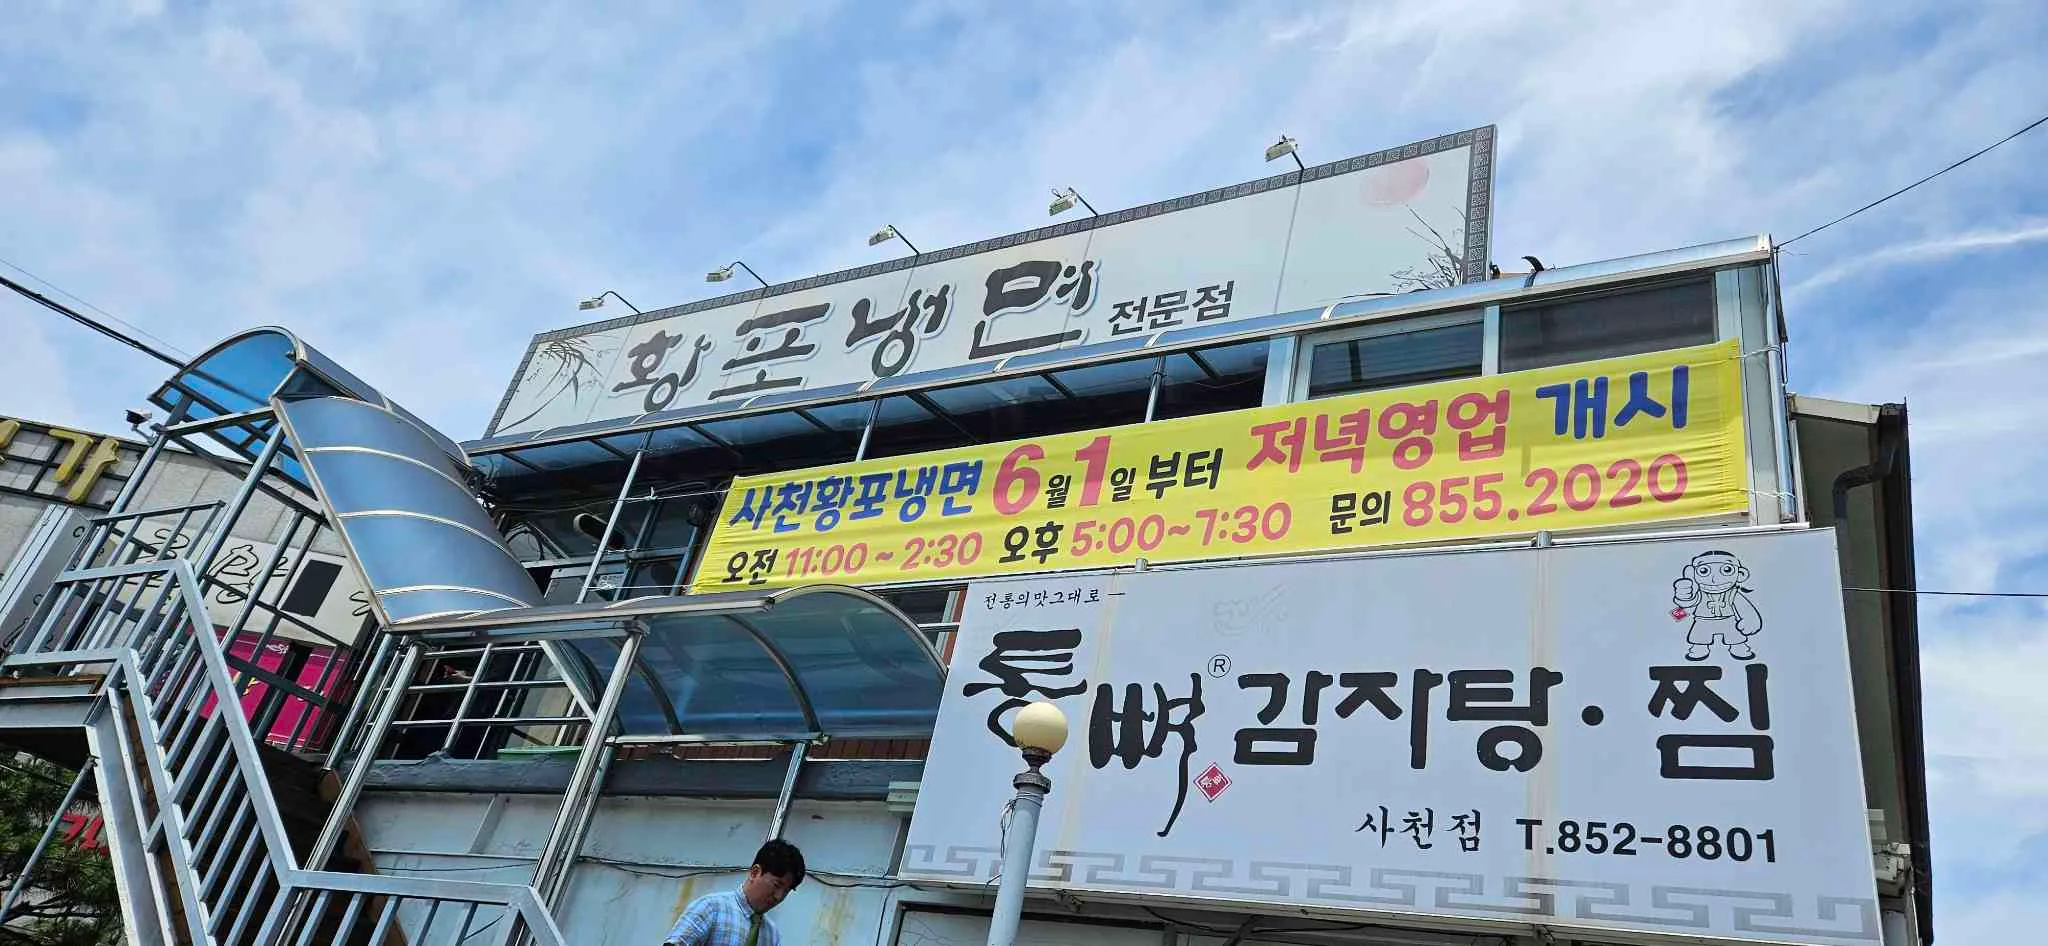 황포냉면 전문점
사천황포냉면 6월1일부터 저녁영업 개시
오전 11:00~2:30 오후 5:00~7:30 문의 855.2020
전통의맛그대로
통뼈® 감자탕·찜
사천점 T.852-8801
가